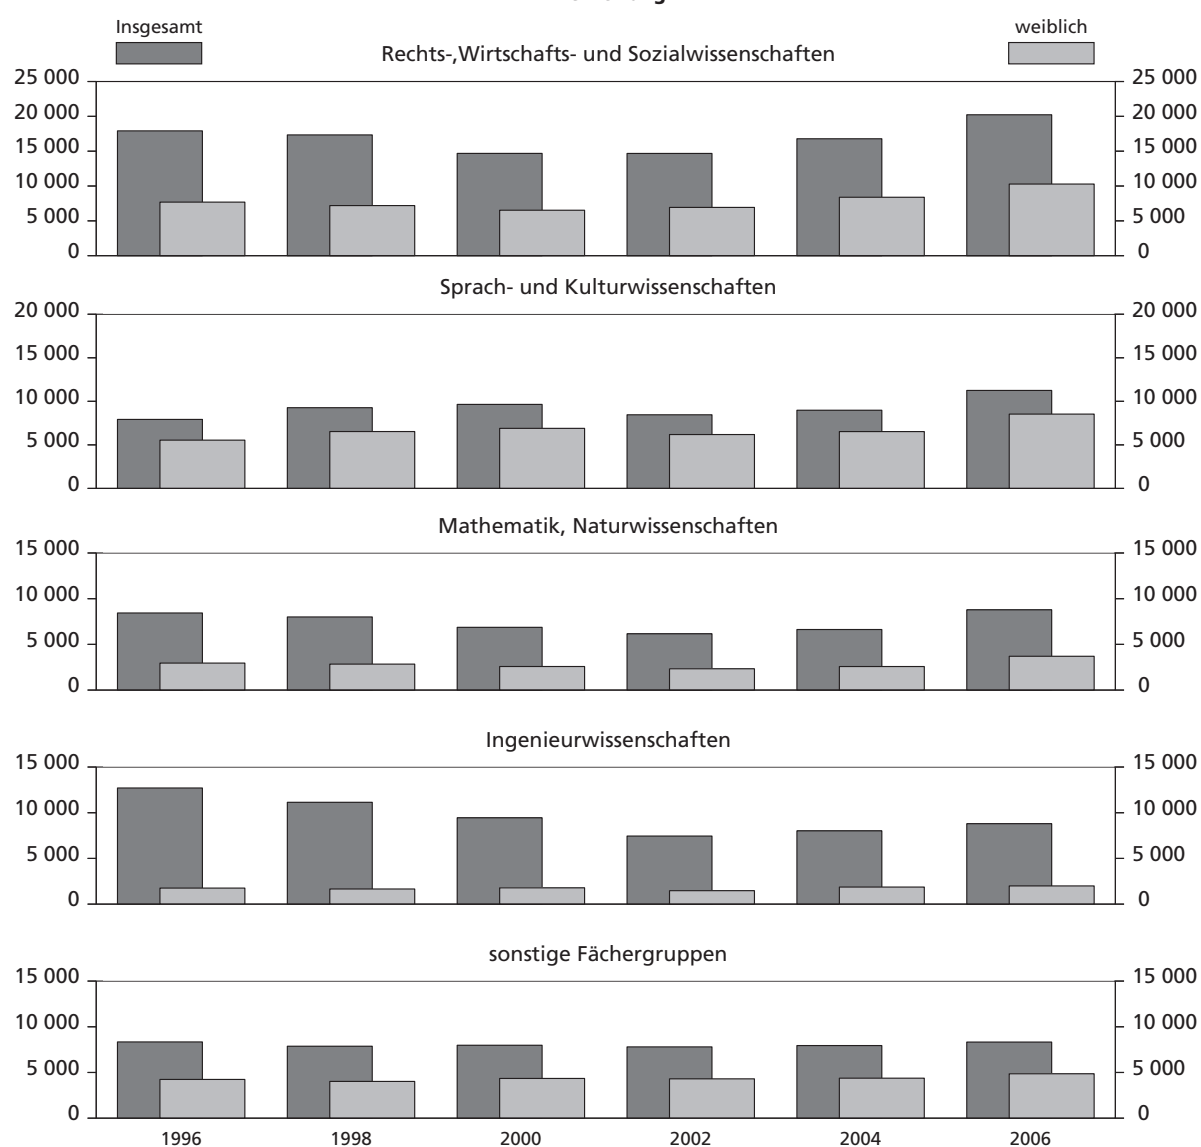 Insgesamt
weiblich
Rechts-,Wirtschafts- und Sozialwissenschaften
25 000 25 000
20 000 20 000
15 000 15 000
10 000 10 000
5 000 5 000
0 0
Sprach- und Kulturwissenschaften
20 000 20 000
15 000 15 000
10 000 10 000
5 000 5 000
0 0
Mathematik, Naturwissenschaften
15 000 15 000
10 000 10 000
5 000 5 000
0 0
Ingenieurwissenschaften
15 000 15 000
10 000 10 000
5 000 5 000
0 0
sonstige Fächergruppen
15 000 15 000
10 000 10 000
5 000 5 000
0 0
1996 1998 2000 2002 2004 2006